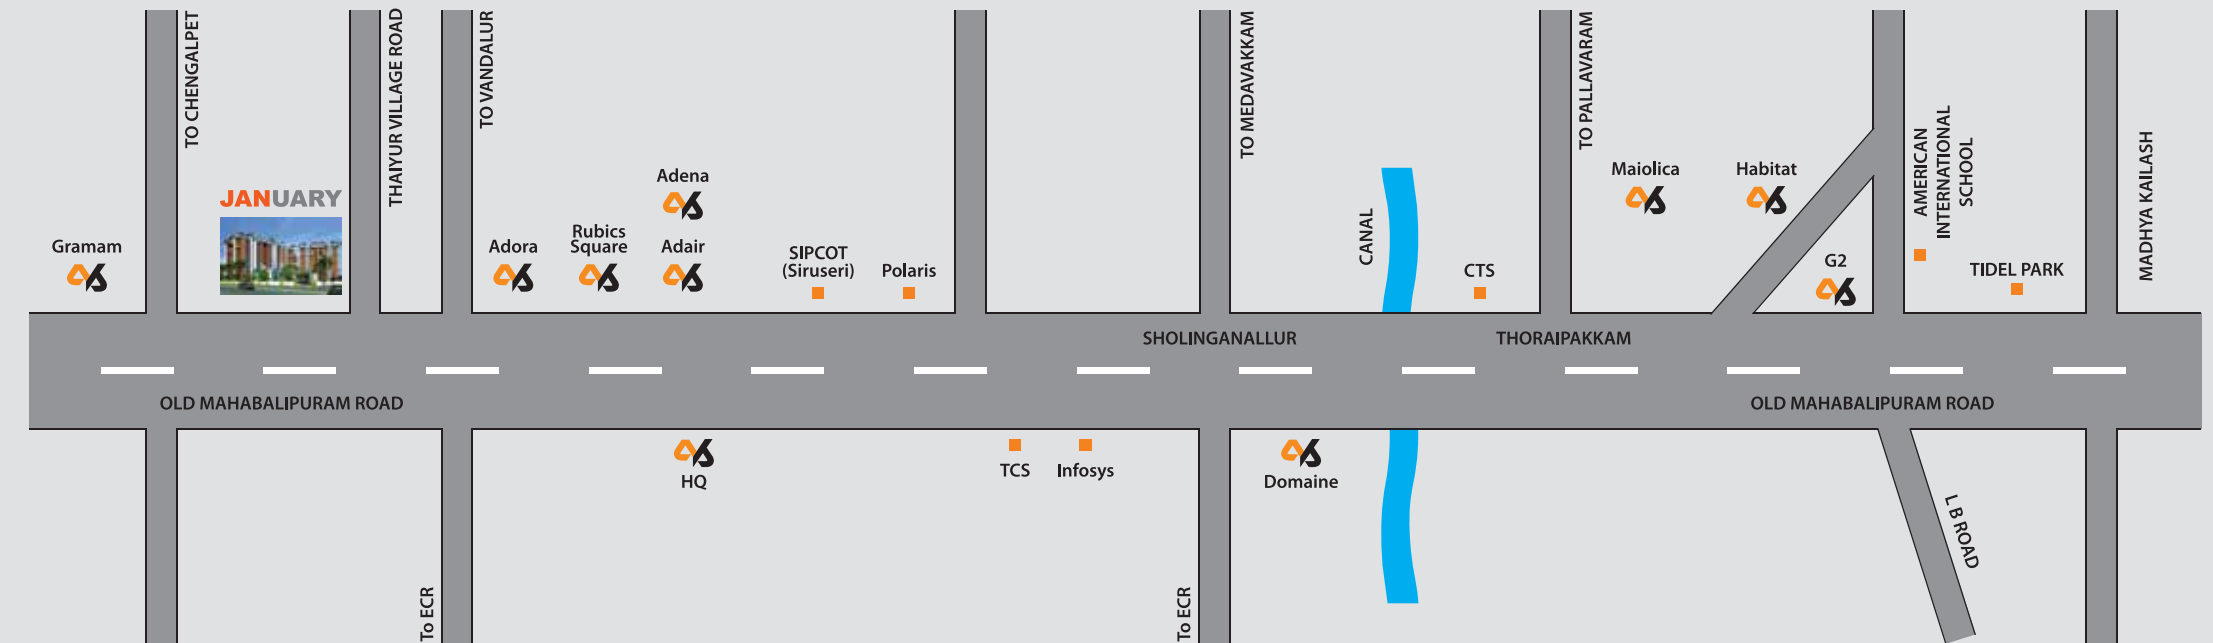 TO CHENGALPET
THAIYUR VILLAGE ROAD
TO VANDALUR
TO MEDAVAKKAM
TO PALLAVARAM
AMERICAN
INTERNATIONAL
SCHOOL
MADHYA KAILASH
JANUARY
Gramam
Adora
Rubics
Square
Adena
Adair
SIPCOT
(Siruseri)
Polaris
CANAL
CTS
Maiolica
Habitat
G2
TIDEL PARK
SHOLINGANALLUR
THORAIPAKKAM
OLD MAHABALIPURAM ROAD
OLD MAHABALIPURAM ROAD
HQ
TCS
Infosys
Domaine
L B ROAD
To ECR
To ECR